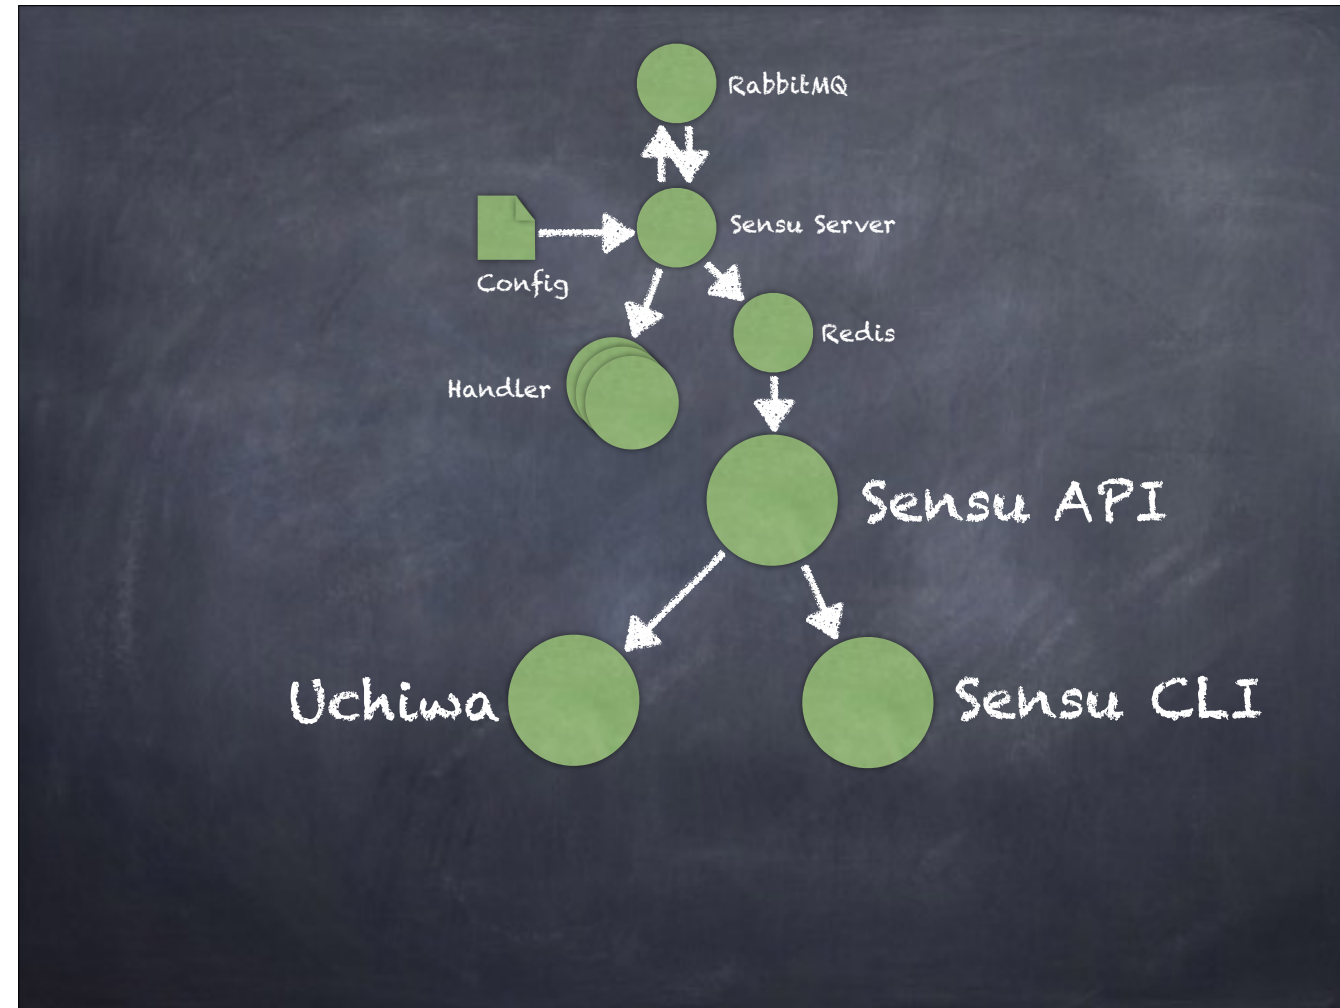 RabbitMQ
Sensu Server
Config
Redis
Handler
Sensu API
Uchiwa
Sensu CLI